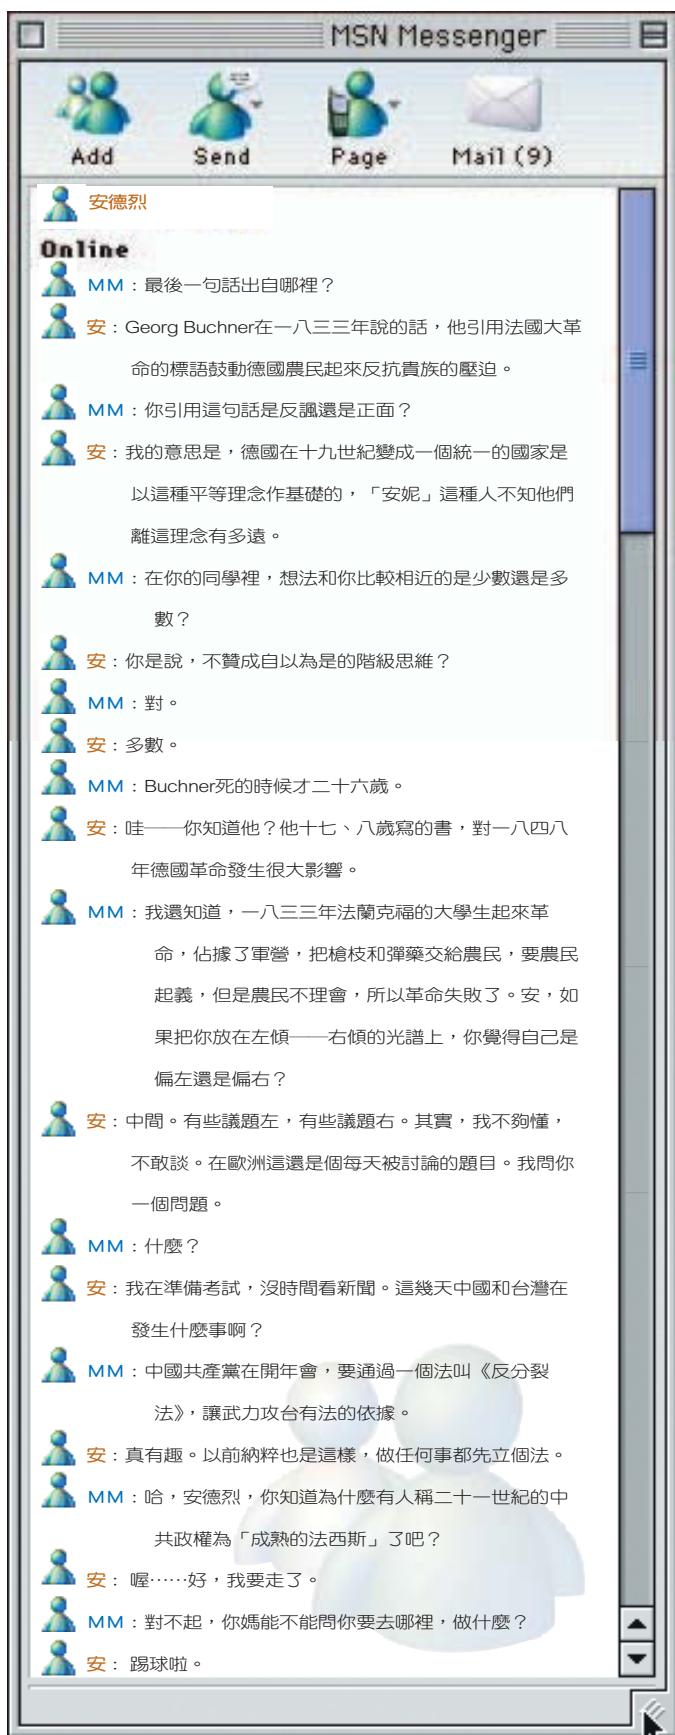 MSN Messenger
Add Send Page Mail (9)
安德烈
Online
MM：最後一句話出自哪裡？
安：Georg Buchner在一八三三年說的話，他引用法國大革
命的標語鼓動德國農民起來反抗貴族的壓迫。
MM：你引用這句話是反諷還是正面？
安：我的意思是，德國在十九世紀變成一個統一的國家是
以這種平等理念作基礎的，「安妮」這種人不知他們
離這理念有多遠。
MM：在你的同學裡，想法和你比較相近的是少數還是多
數？
安：你是說，不贊成自以為是的階級思維？
MM：對。
安：多數。
MM：Buchner死的時候才二十六歲。
安：哇——你知道他？他十七、八歲寫的書，對一八四八
年德國革命發生很大影響。
MM：我還知道，一八三三年法蘭克福的大學生起來革
命，佔據了軍營，把槍枝和彈藥交給農民，要農民
起義，但是農民不理會，所以革命失敗了。安，如
果把你放在左傾——右傾的光譜上，你覺得自己是
偏左還是偏右？
安：中間。有些議題左，有些議題右。其實，我不夠懂，
不敢談。在歐洲這還是個每天被討論的題目。我問你
一個問題。
MM：什麼？
安：我在準備考試，沒時間看新聞。這幾天中國和台灣在
發生什麼事啊？
MM：中國共產黨在開年會，要通過一個法叫《反分裂
法》，讓武力攻台有法的依據。
安：真有趣。以前納粹也是這樣，做任何事都先立個法。
MM：哈，安德烈，你知道為什麼有人稱二十一世紀的中
共政權為「成熟的法西斯」了吧？
安：喔……好，我要走了。
MM：對不起，你媽能不能問你要去哪裡，做什麼？
安：踢球啦。